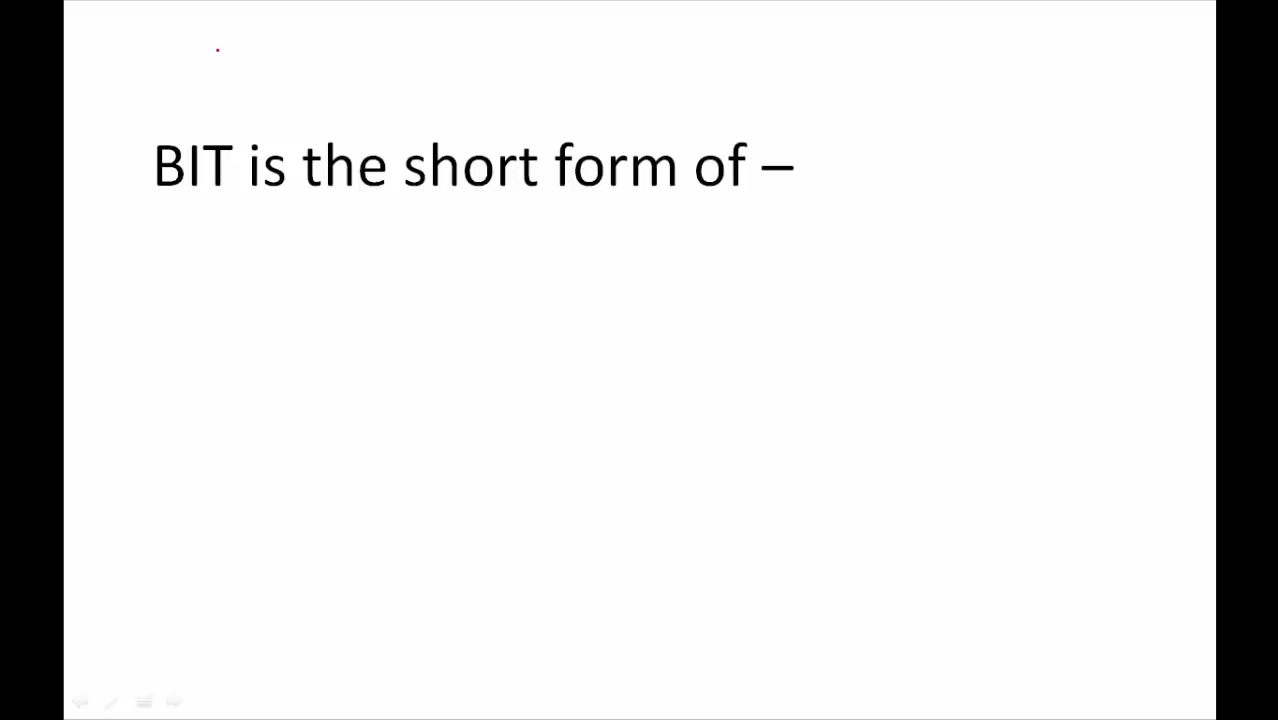 BIT is the short form of –